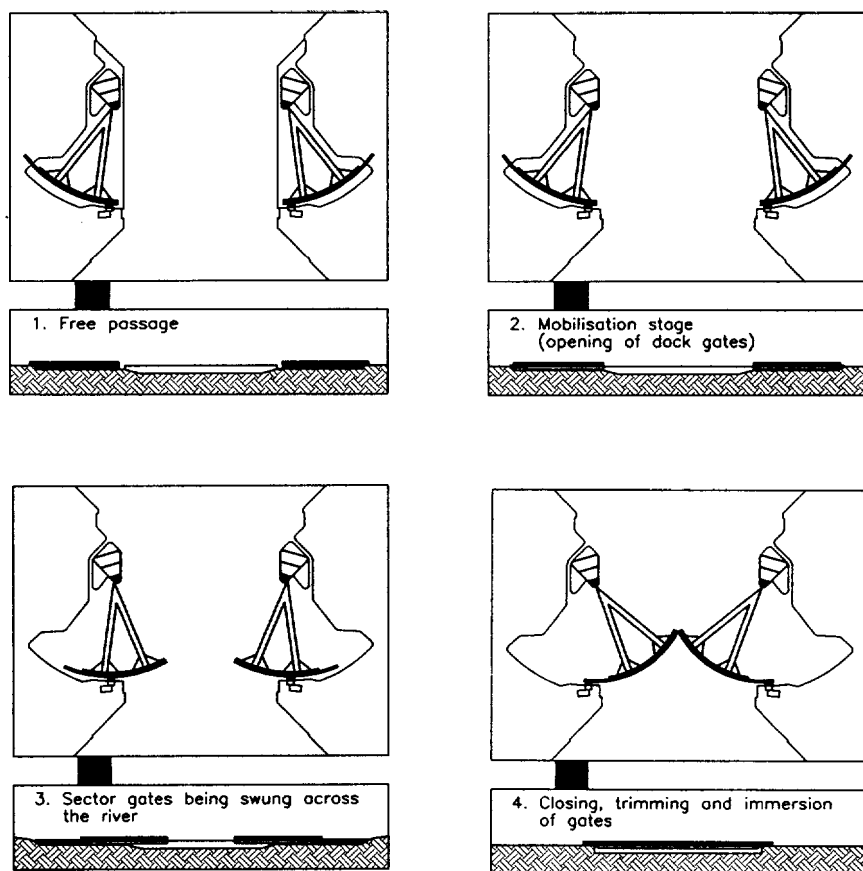 1. Free passage
2. Mobilisation stage
(opening of dock gates)
3. Sector gates being swung across
the river
4. Closing, trimming and immersion
of gates